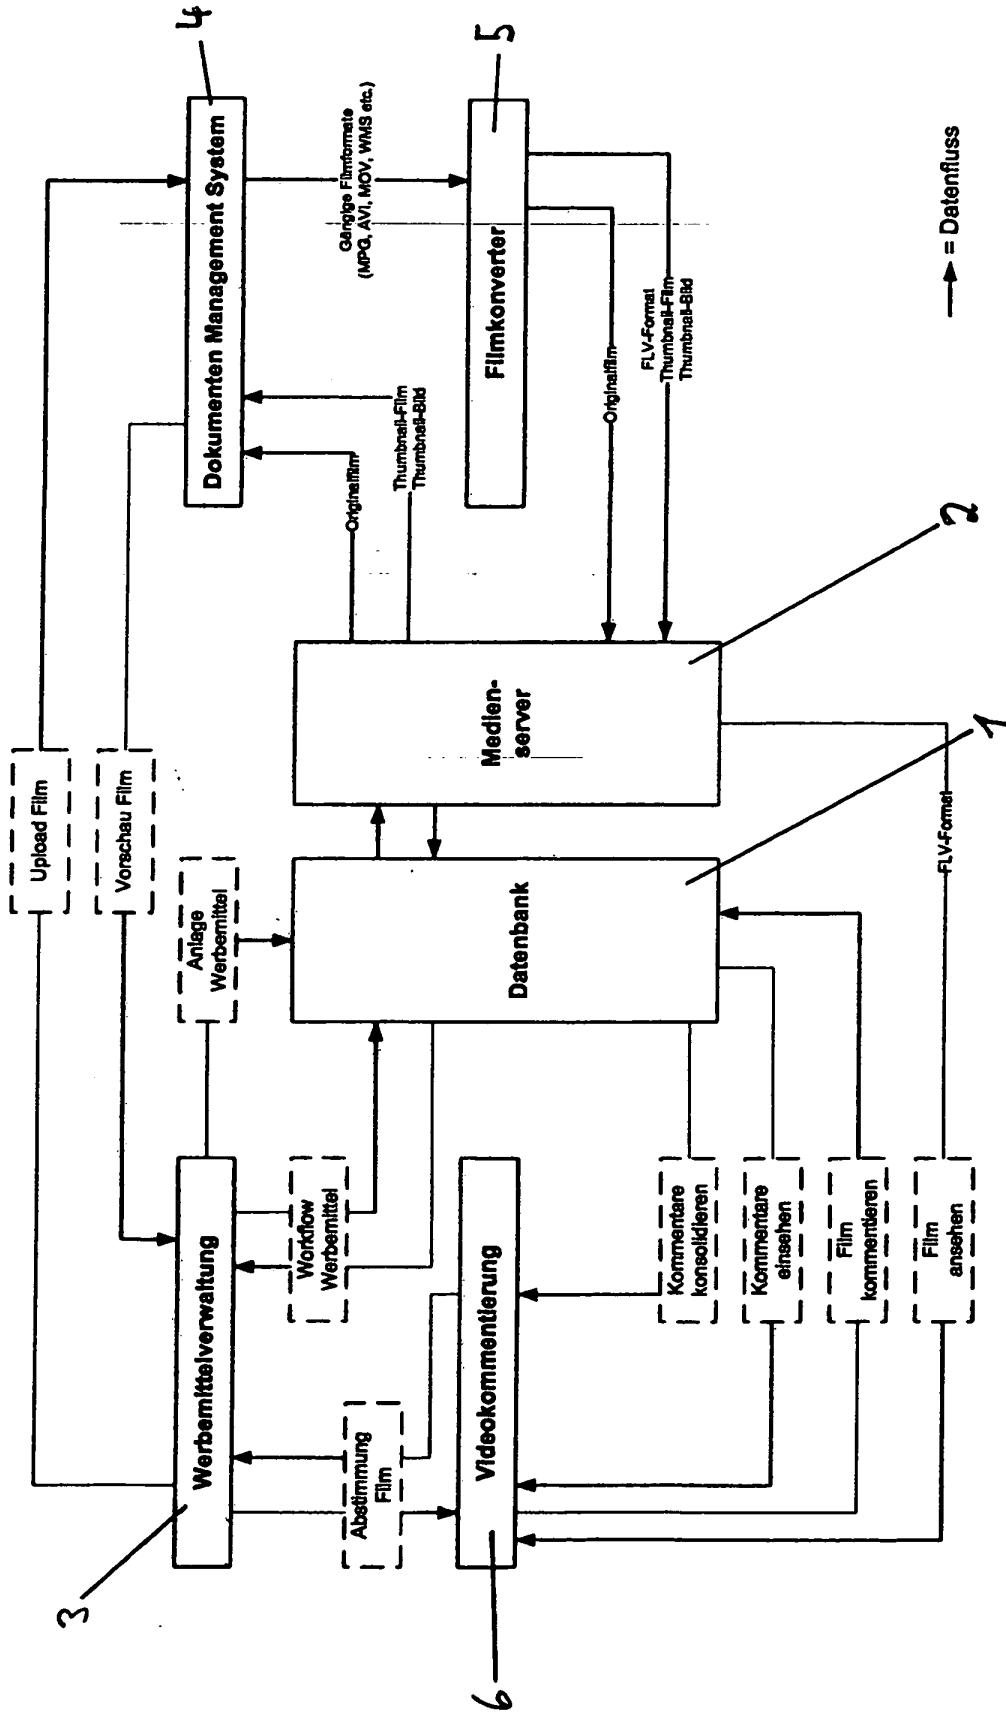 3
Werbemittelverwaltung
Upload Film
Vorschau Film
Anlage
Werbemittel
4
Dokumenten Management System
Workflow
Werbemittel
Abstimmung
Film
Originalfilm
Thumbnail-Film
Thumbnail-Bild
Gängige Filmformate
(MPG, AVI, MOV, WMS etc.)
6
Videokommentierung
Datenbank
Medien-
server
Filmkonverter
5
Originalfilm
FLV-Format
Thumbnail-Film
Thumbnail-Bild
Kommentare
konsolidieren
Kommentare
einsehen
Film
kommentieren
Film
ansehen
FLV-Format
1
2
= Datenfluss